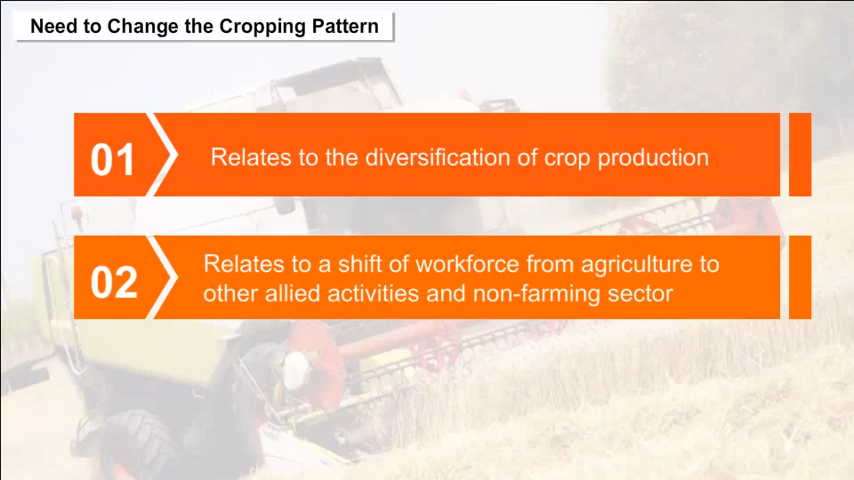 Need to Change the Cropping Pattern
01
Relates to the diversification of crop production
02
Relates to a shift of workforce from agriculture to
other allied activities and non-farming sector